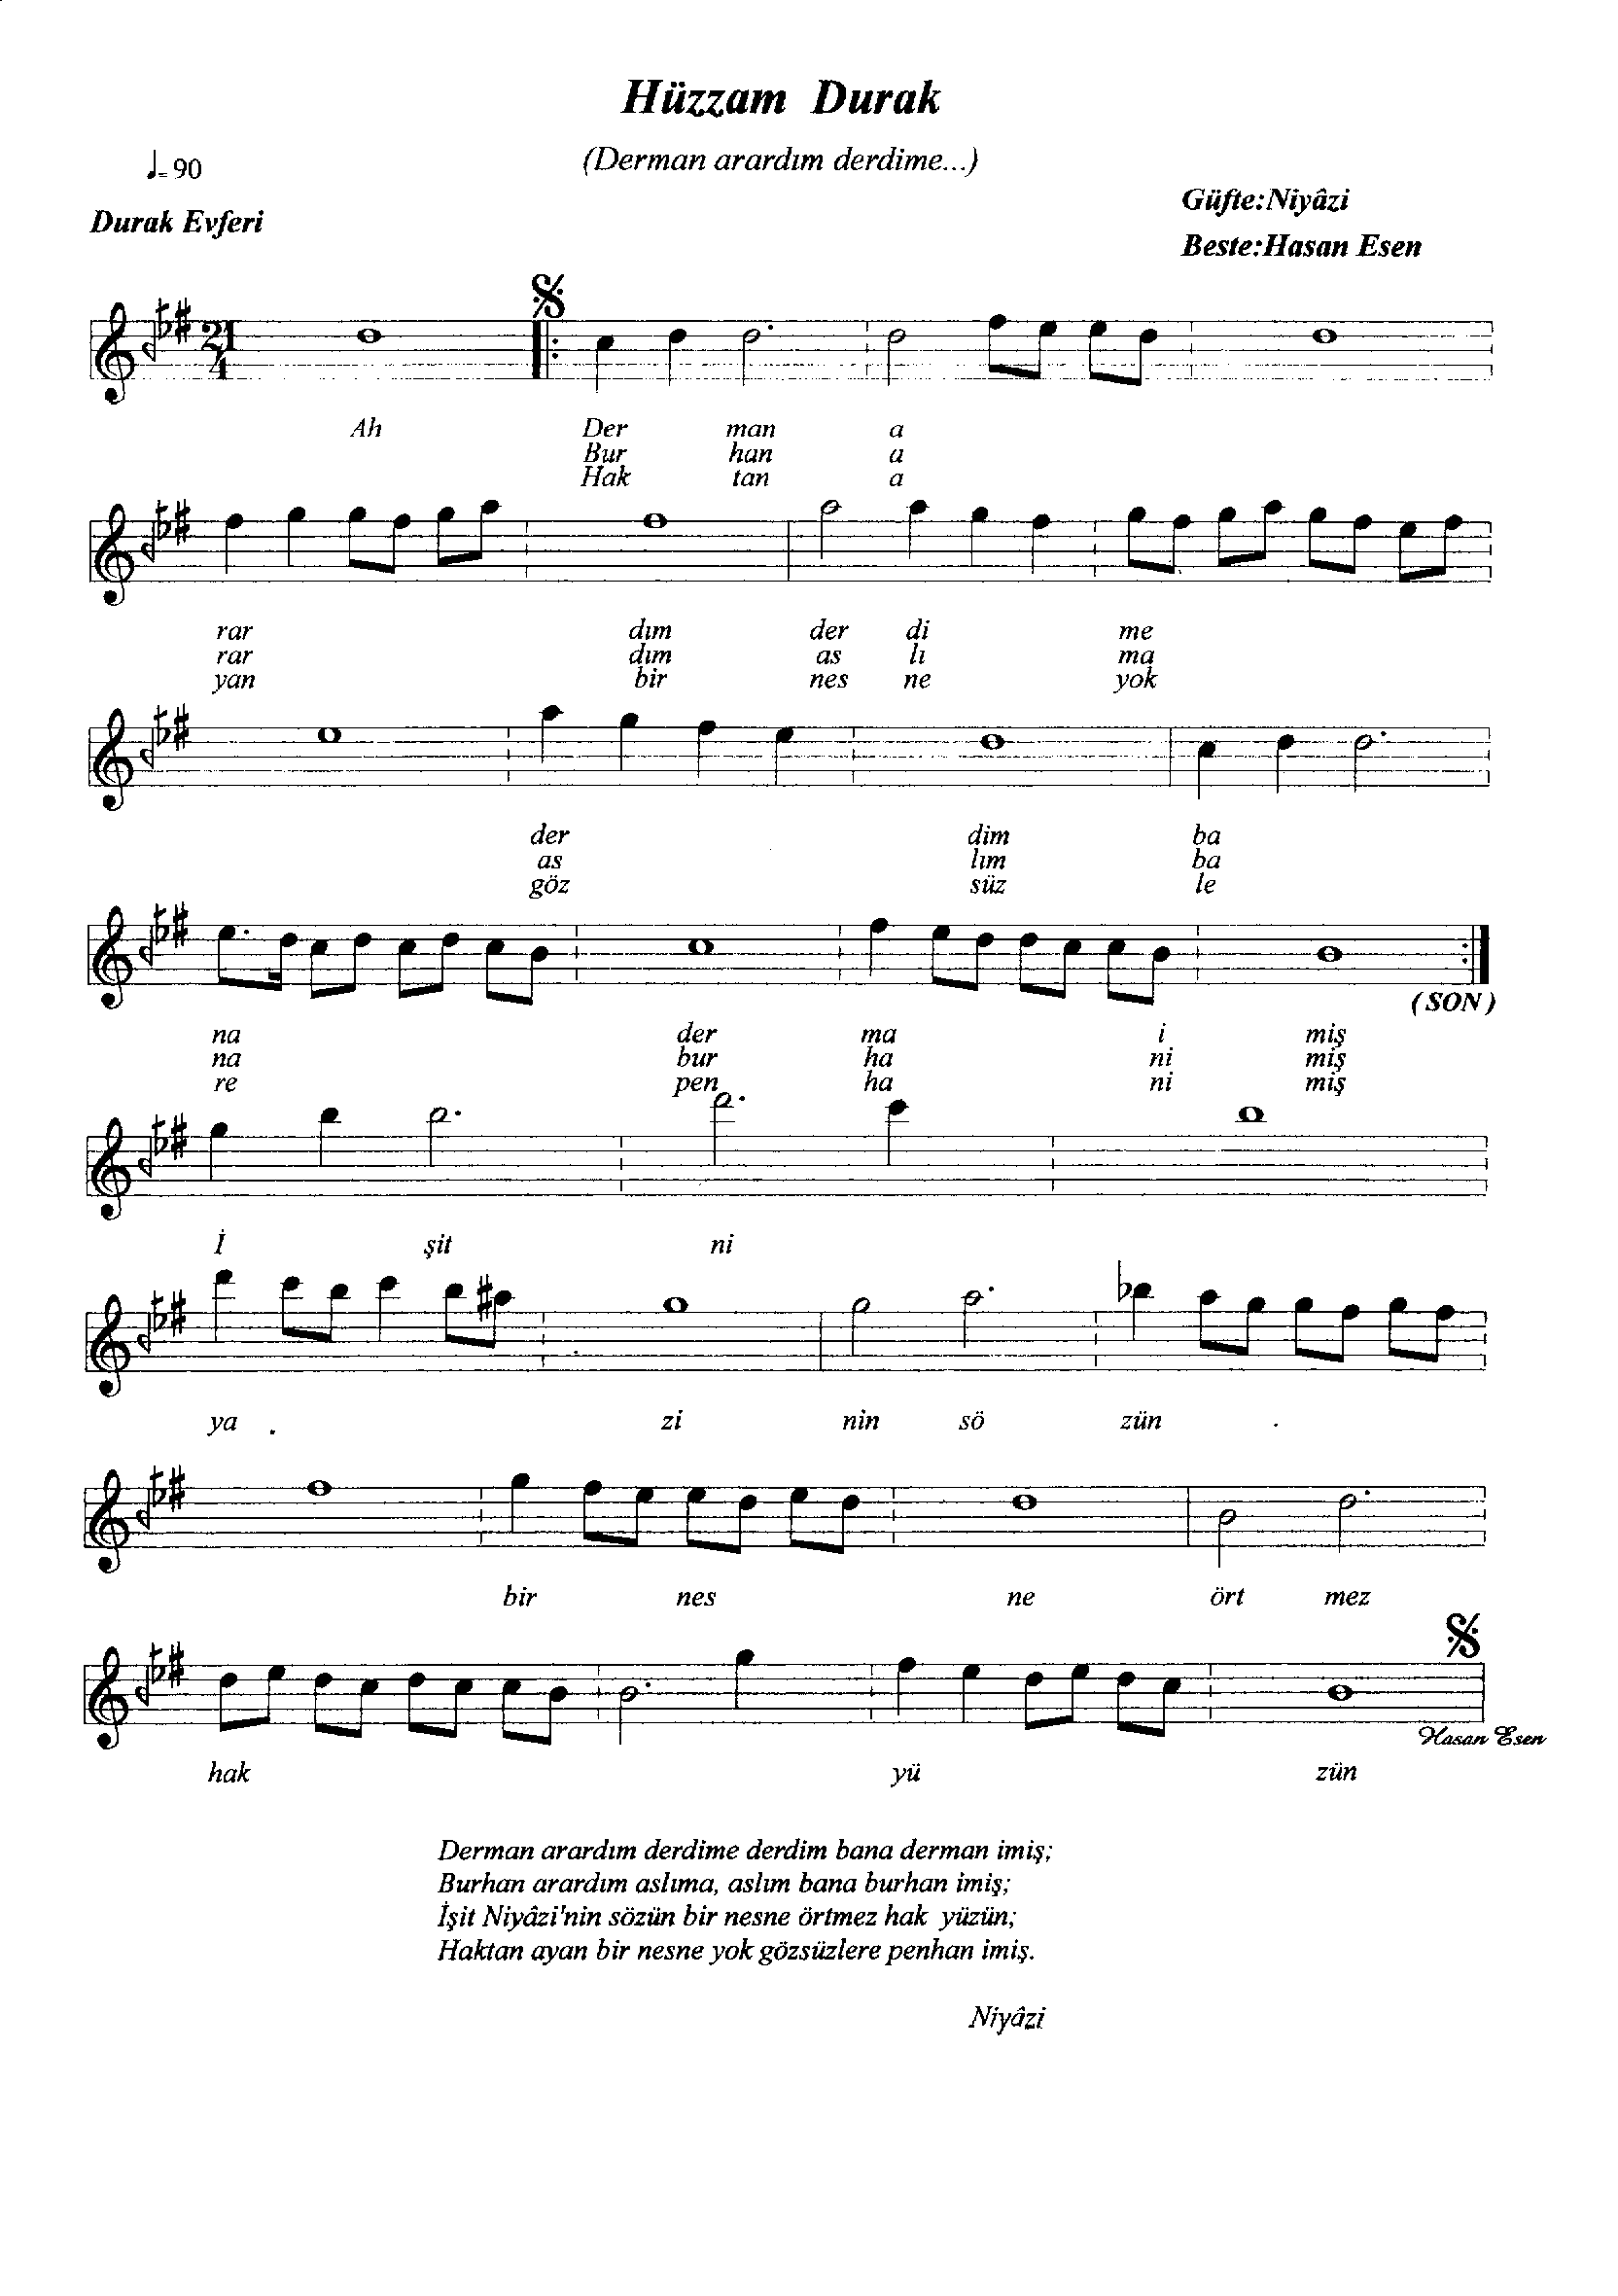 Hüzzam Durak
(Derman arardım derdime...)
♩=90
Güfte:Niyâzi
Durak Evferi
Beste:Hasan Esen
21
4
Ah Der man a
Bur han a
Hak tan a
rar dım der di me
rar dım as lı ma
yan bir nes ne yok
der dim ba
as lım ba
göz süz le
(SON)
na der ma i miş
na bur ha ni miş
re pen ha ni miş
İ şit ni
ya zi nin sö zün
bir nes ne ört mez
Hasan Esen
hak yü zün
Derman arardım derdime derdim bana derman imiş;
Burhan arardım aslıma, aslım bana burhan imiş;
İşit Niyâzi'nin sözün bir nesne örtmez hak yüzün;
Haktan ayan bir nesne yok gözsüzlere penhan imiş.
Niyâzi